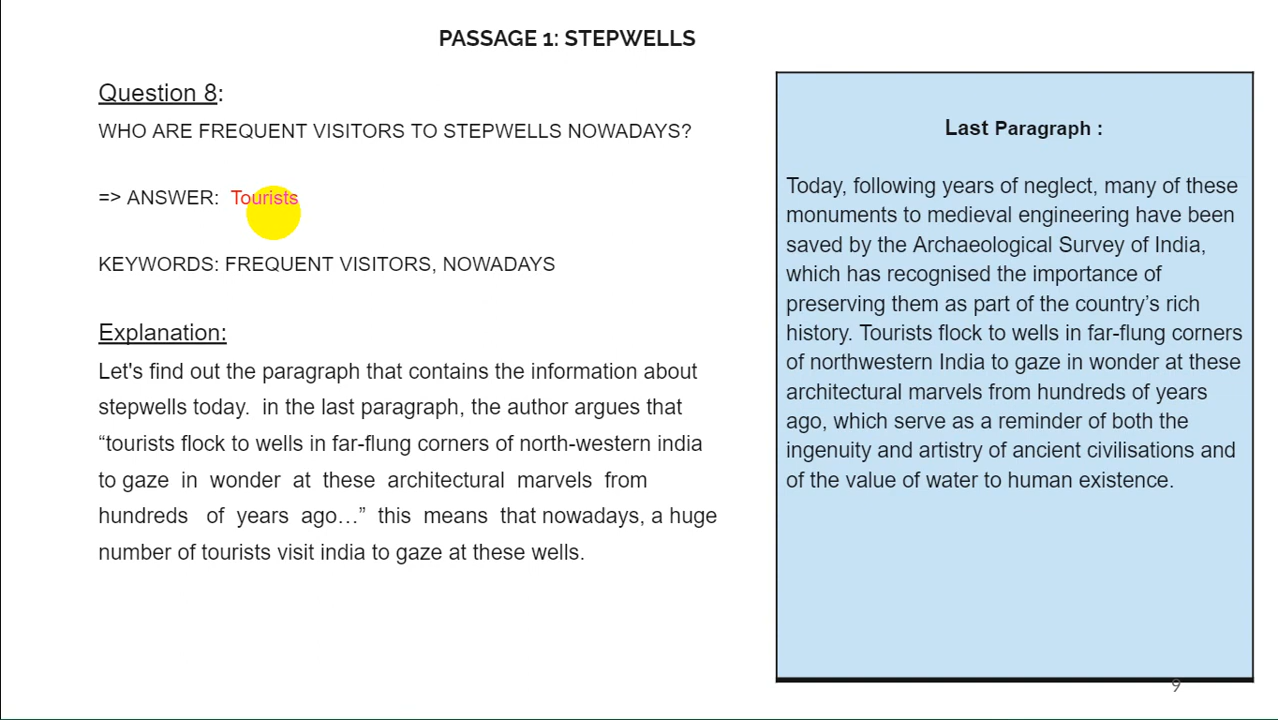 PASSAGE 1: STEPWELLS
Question 8:
WHO ARE FREQUENT VISITORS TO STEPWELLS NOWADAYS?
=> ANSWER: Tourists
KEYWORDS: FREQUENT VISITORS, NOWADAYS
Explanation:
Let's find out the paragraph that contains the information about
stepwells today. in the last paragraph, the author argues that
“tourists flock to wells in far-flung corners of north-western india
to gaze in wonder at these architectural marvels from
hundreds of years ago…” this means that nowadays, a huge
number of tourists visit india to gaze at these wells.
Last Paragraph :
Today, following years of neglect, many of these
monuments to medieval engineering have been
saved by the Archaeological Survey of India,
which has recognised the importance of
preserving them as part of the country’s rich
history. Tourists flock to wells in far-flung corners
of northwestern India to gaze in wonder at these
architectural marvels from hundreds of years
ago, which serve as a reminder of both the
ingenuity and artistry of ancient civilisations and
of the value of water to human existence.
9